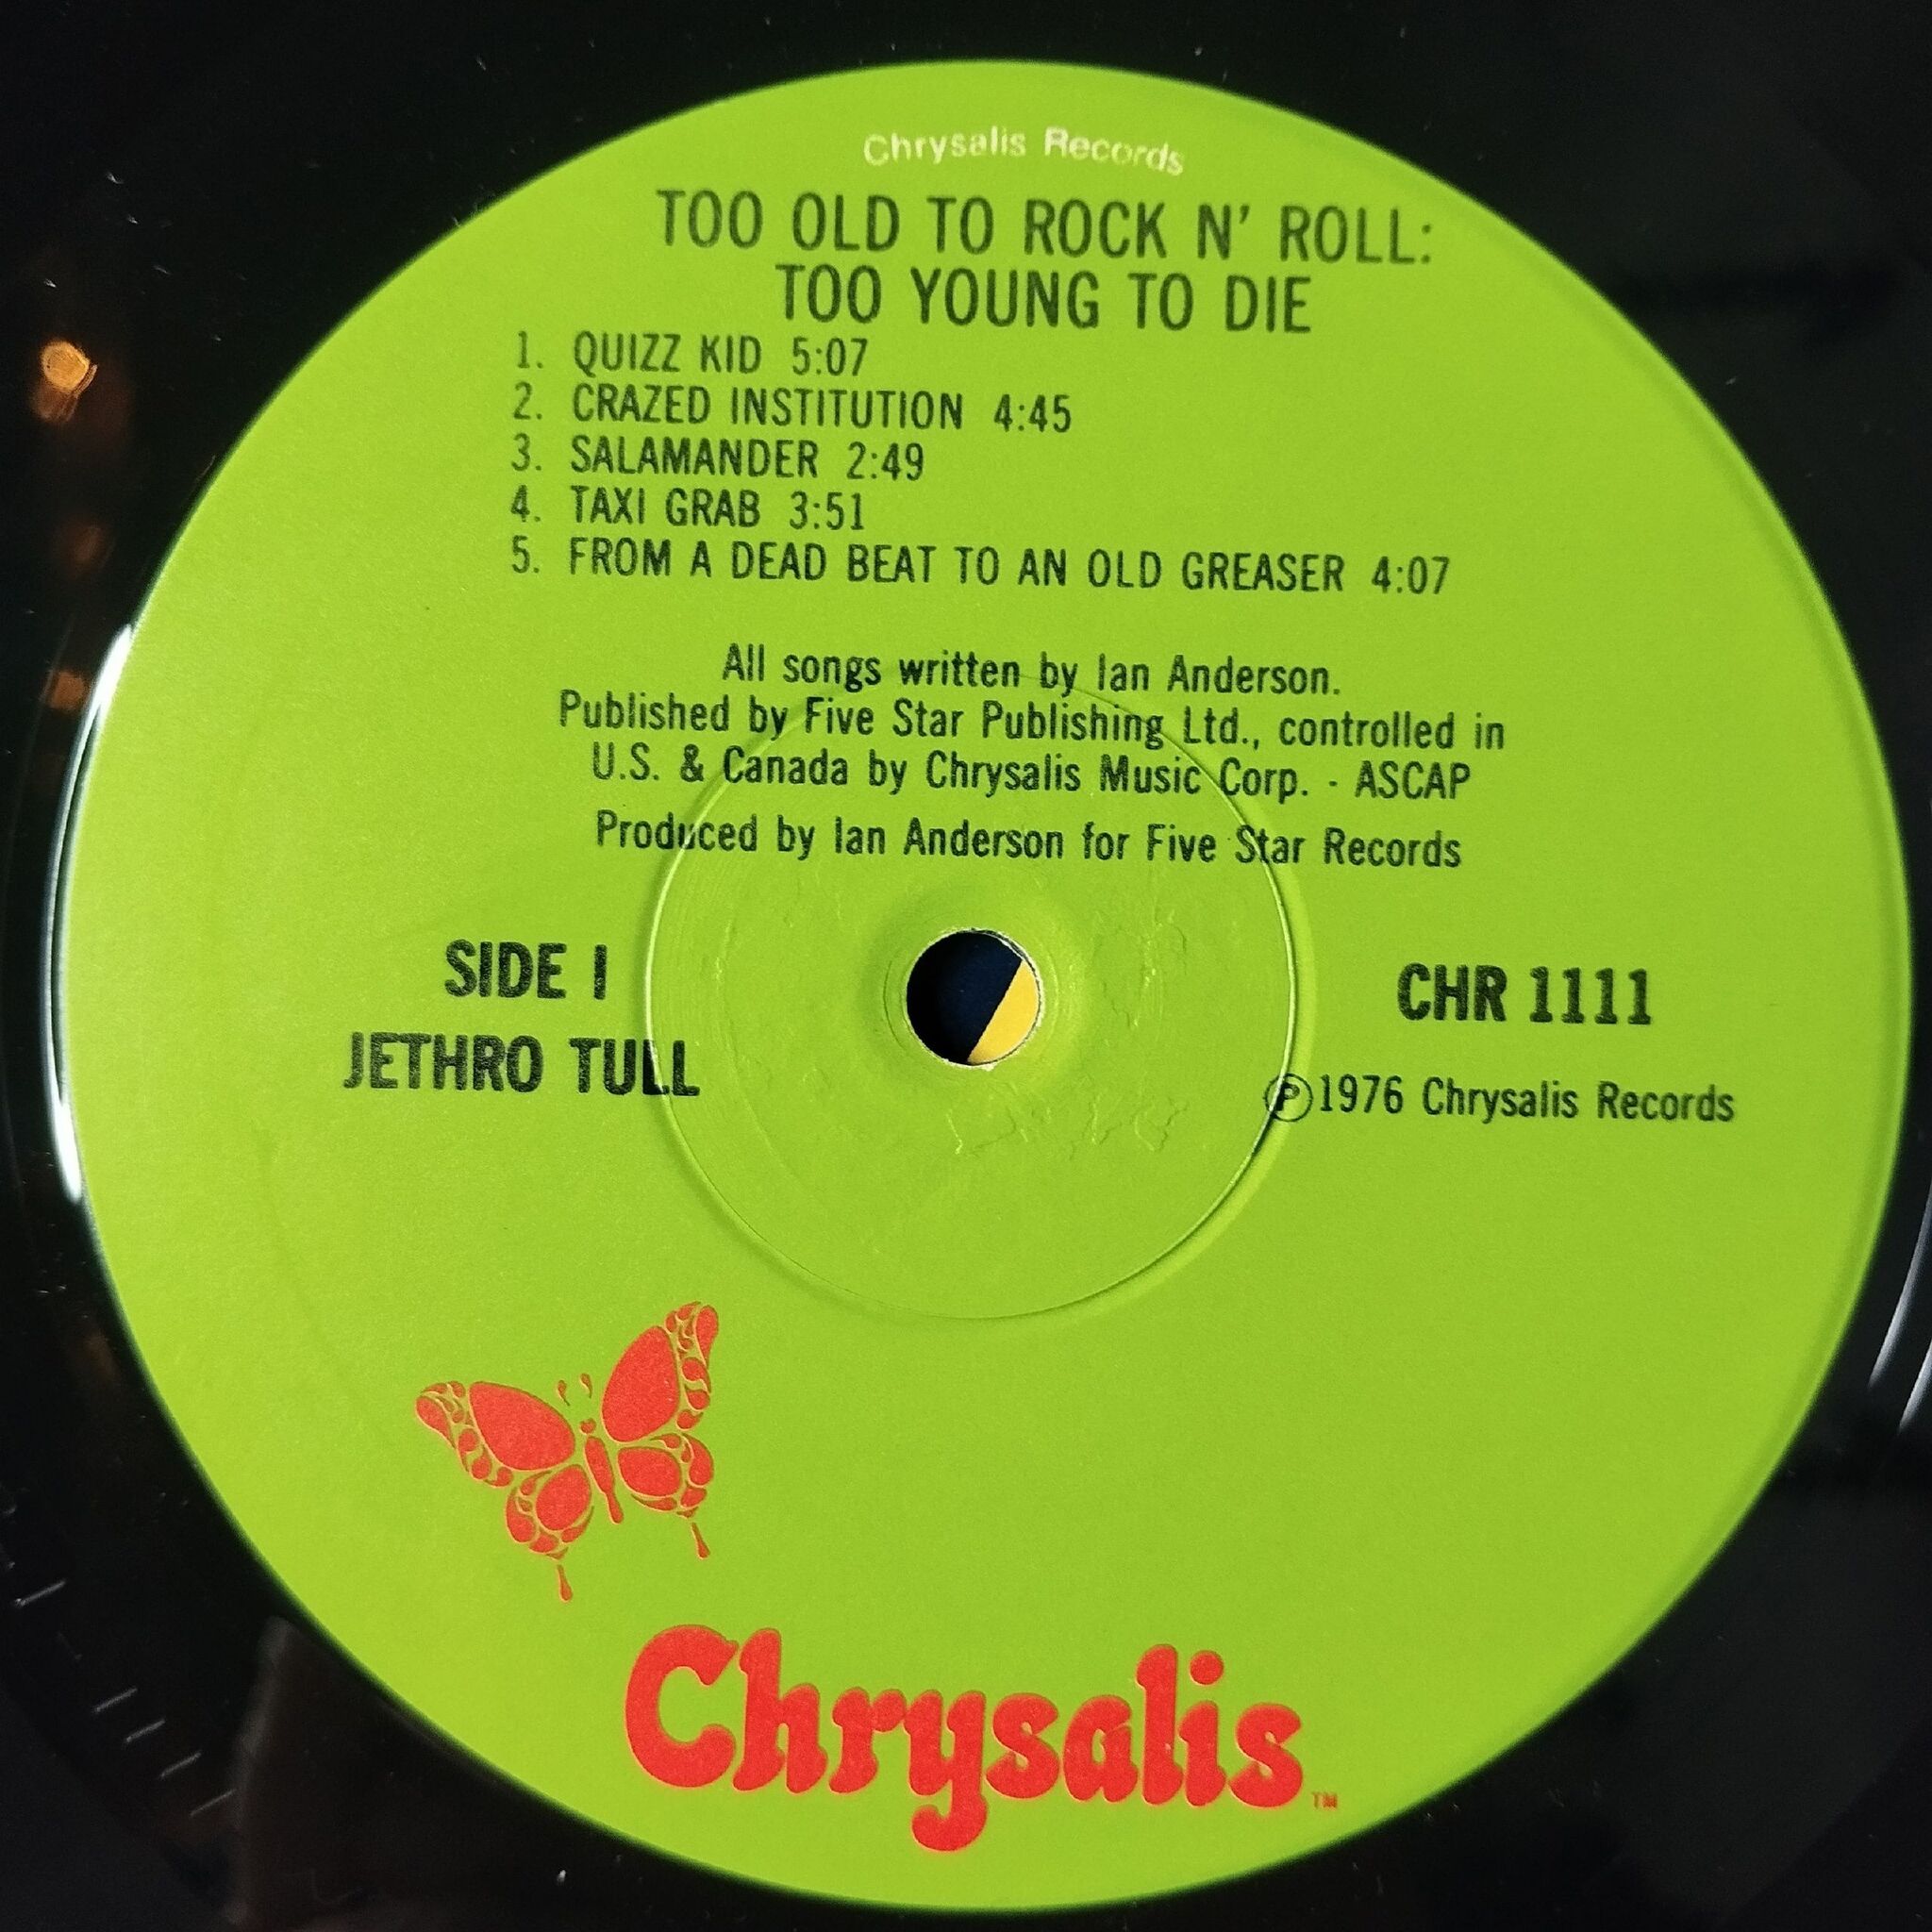 Chrysalis Records
TOO OLD TO ROCK N' ROLL:
TOO YOUNG TO DIE
1. QUIZZ KID 5:07
2. CRAZED INSTITUTION 4:45
3. SALAMANDER 2:49
4. TAXI GRAB 3:51
5. FROM A DEAD BEAT TO AN OLD GREASER 4:07
All songs written by Ian Anderson.
Published by Five Star Publishing Ltd., controlled in
U.S. & Canada by Chrysalis Music Corp. - ASCAP
Produced by Ian Anderson for Five Star Records
SIDE I
JETHRO TULL
CHR 1111
℗1976 Chrysalis Records
Chrysalis™